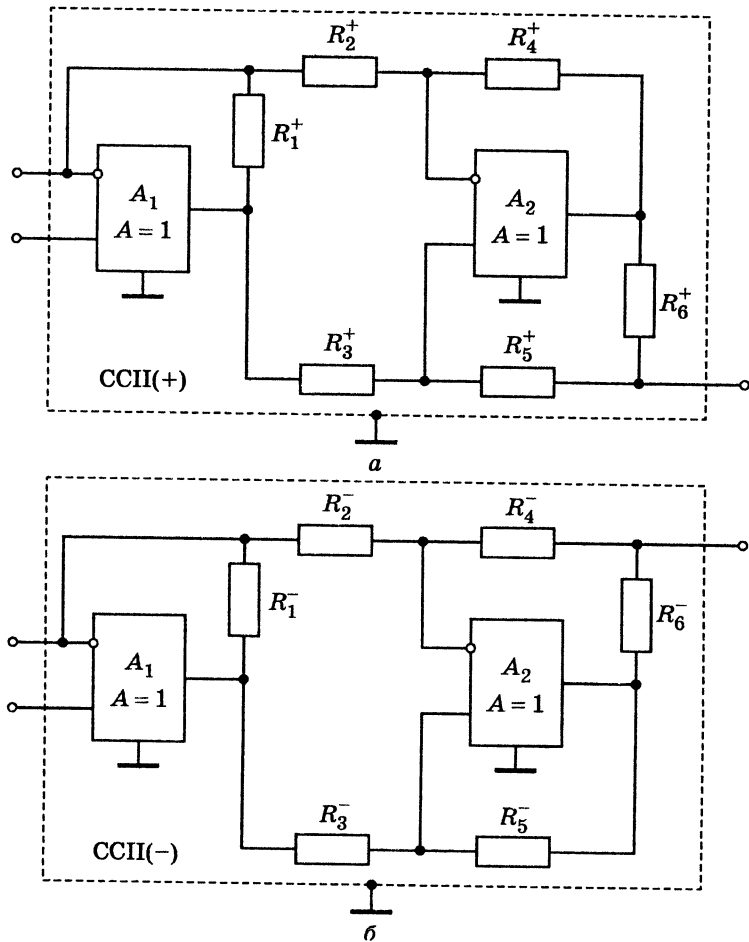 R₂⁺
R₄⁺
R₁⁺
A₁
A = 1
A₂
A = 1
R₆⁺
R₃⁺
R₅⁺
CCII(+)
а
R₂⁻
R₄⁻
R₁⁻
R₆⁻
A₁
A = 1
A₂
A = 1
R₃⁻
R₅⁻
CCII(−)
б